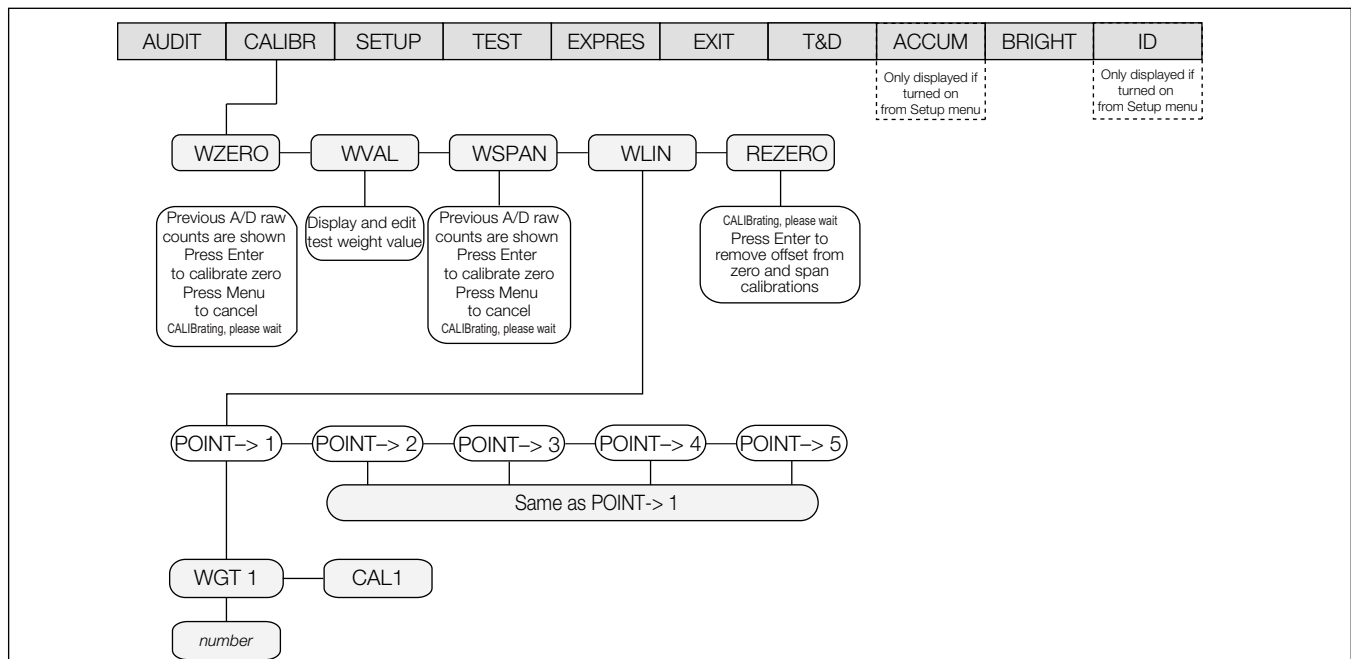 AUDIT CALIBR SETUP TEST EXPRES EXIT T&D ACCUM BRIGHT ID
Only displayed if
turned on
from Setup menu
Only displayed if
turned on
from Setup menu
WZERO WVAL WSPAN WLIN REZERO
Previous A/D raw
counts are shown
Press Enter
to calibrate zero
Press Menu
to cancel
CALIBrating, please wait
Display and edit
test weight value
Previous A/D raw
counts are shown
Press Enter
to calibrate zero
Press Menu
to cancel
CALIBrating, please wait
CALIBrating, please wait
Press Enter to
remove offset from
zero and span
calibrations
POINT–> 1 POINT–> 2 POINT–> 3 POINT–> 4 POINT–> 5
Same as POINT-> 1
WGT 1 CAL1
number